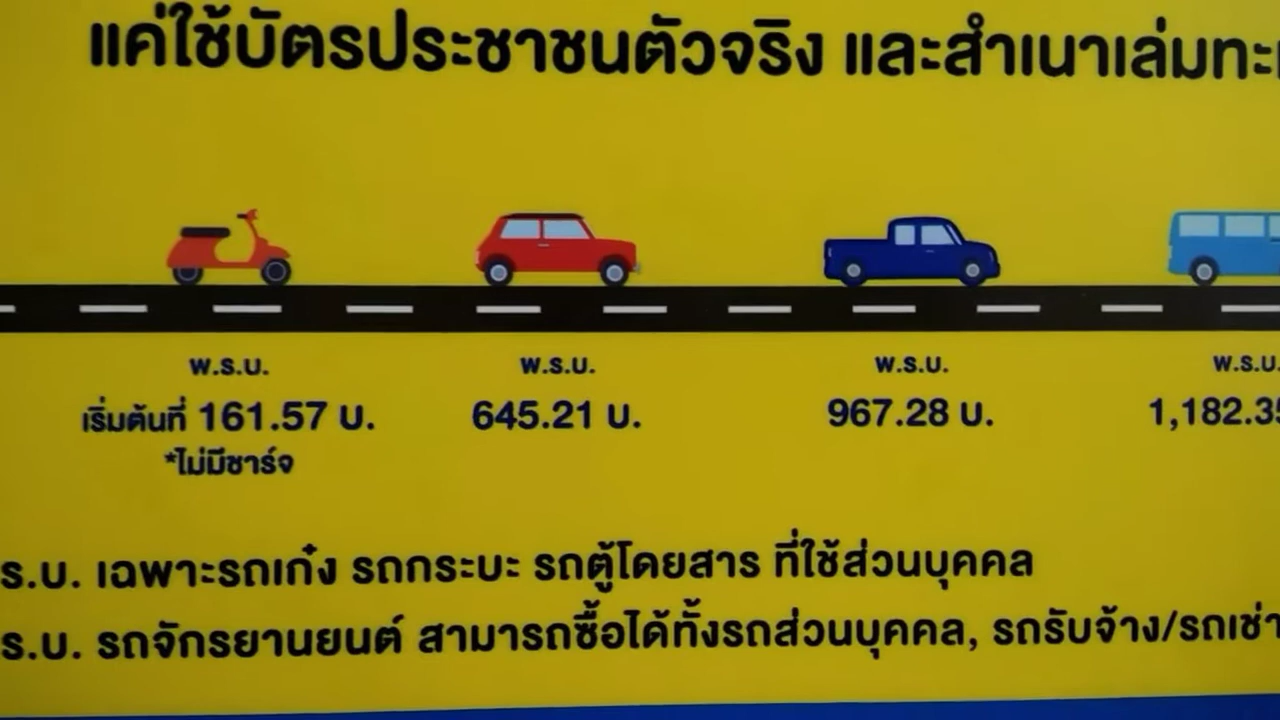 แค่ใช้บัตรประชาชนตัวจริง และสำเนาเล่มทะ
พ.ร.บ. พ.ร.บ. พ.ร.บ. พ.ร.บ.
เริ่มต้นที่ 161.57 บ. 645.21 บ. 967.28 บ. 1,182.35
*ไม่มีชาร์จ
ร.บ. เฉพาะรถเก๋ง รถกระบะ รถตู้โดยสาร ที่ใช้ส่วนบุคคล
ร.บ. รถจักรยานยนต์ สามารถซื้อได้ทั้งรถส่วนบุคคล, รถรับจ้าง/รถเช่า